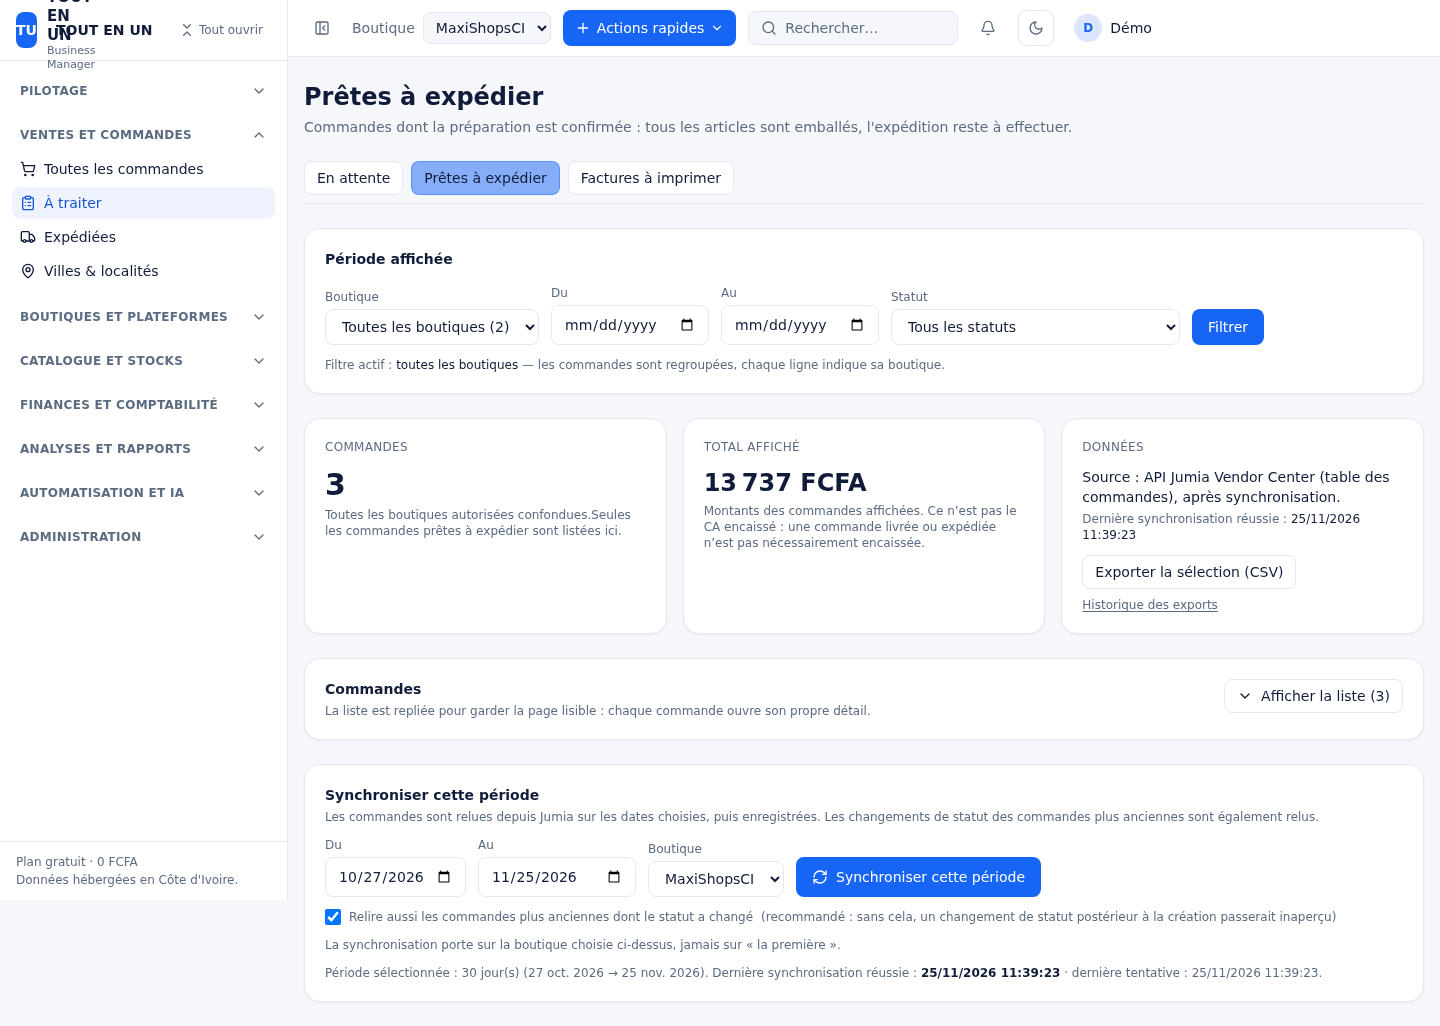 TU
TOUT EN UN
TOUT EN UN
Business Manager
Tout ouvrir
Boutique
MaxiShopsCI
Actions rapides
Rechercher…
D
Démo
PILOTAGE
VENTES ET COMMANDES
Toutes les commandes
À traiter
Expédiées
Villes & localités
BOUTIQUES ET PLATEFORMES
CATALOGUE ET STOCKS
FINANCES ET COMPTABILITÉ
ANALYSES ET RAPPORTS
AUTOMATISATION ET IA
ADMINISTRATION
Plan gratuit · 0 FCFA
Données hébergées en Côte d'Ivoire.
Prêtes à expédier
Commandes dont la préparation est confirmée : tous les articles sont emballés, l'expédition reste à effectuer.
En attente
Prêtes à expédier
Factures à imprimer
Période affichée
Boutique
Du
Au
Statut
Toutes les boutiques (2)
mm/dd/yyyy
mm/dd/yyyy
Tous les statuts
Filtrer
Filtre actif : toutes les boutiques — les commandes sont regroupées, chaque ligne indique sa boutique.
COMMANDES
3
Toutes les boutiques autorisées confondues.Seules
les commandes prêtes à expédier sont listées ici.
TOTAL AFFICHÉ
13 737 FCFA
Montants des commandes affichées. Ce n’est pas le
CA encaissé : une commande livrée ou expédiée
n’est pas nécessairement encaissée.
DONNÉES
Source : API Jumia Vendor Center (table des
commandes), après synchronisation.
Dernière synchronisation réussie : 25/11/2026
11:39:23
Exporter la sélection (CSV)
Historique des exports
Commandes
La liste est repliée pour garder la page lisible : chaque commande ouvre son propre détail.
Afficher la liste (3)
Synchroniser cette période
Les commandes sont relues depuis Jumia sur les dates choisies, puis enregistrées. Les changements de statut des commandes plus anciennes sont également relus.
Du
Au
Boutique
10/27/2026
11/25/2026
MaxiShopsCI
Synchroniser cette période
Relire aussi les commandes plus anciennes dont le statut a changé (recommandé : sans cela, un changement de statut postérieur à la création passerait inaperçu)
La synchronisation porte sur la boutique choisie ci-dessus, jamais sur « la première ».
Période sélectionnée : 30 jour(s) (27 oct. 2026 → 25 nov. 2026). Dernière synchronisation réussie : 25/11/2026 11:39:23 · dernière tentative : 25/11/2026 11:39:23.